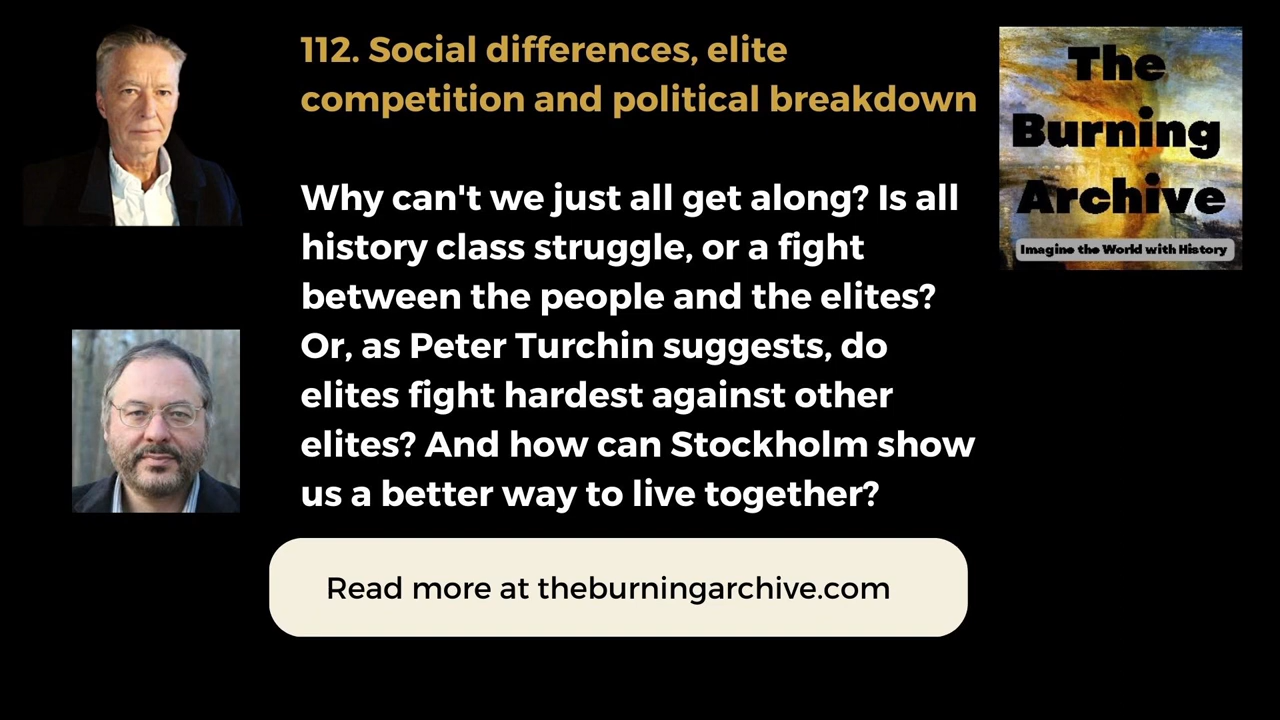 112. Social differences, elite
competition and political breakdown
Why can't we just all get along? Is all
history class struggle, or a fight
between the people and the elites?
Or, as Peter Turchin suggests, do
elites fight hardest against other
elites? And how can Stockholm show
us a better way to live together?
Read more at theburningarchive.com
The
Burning
Archive
Imagine the World with History